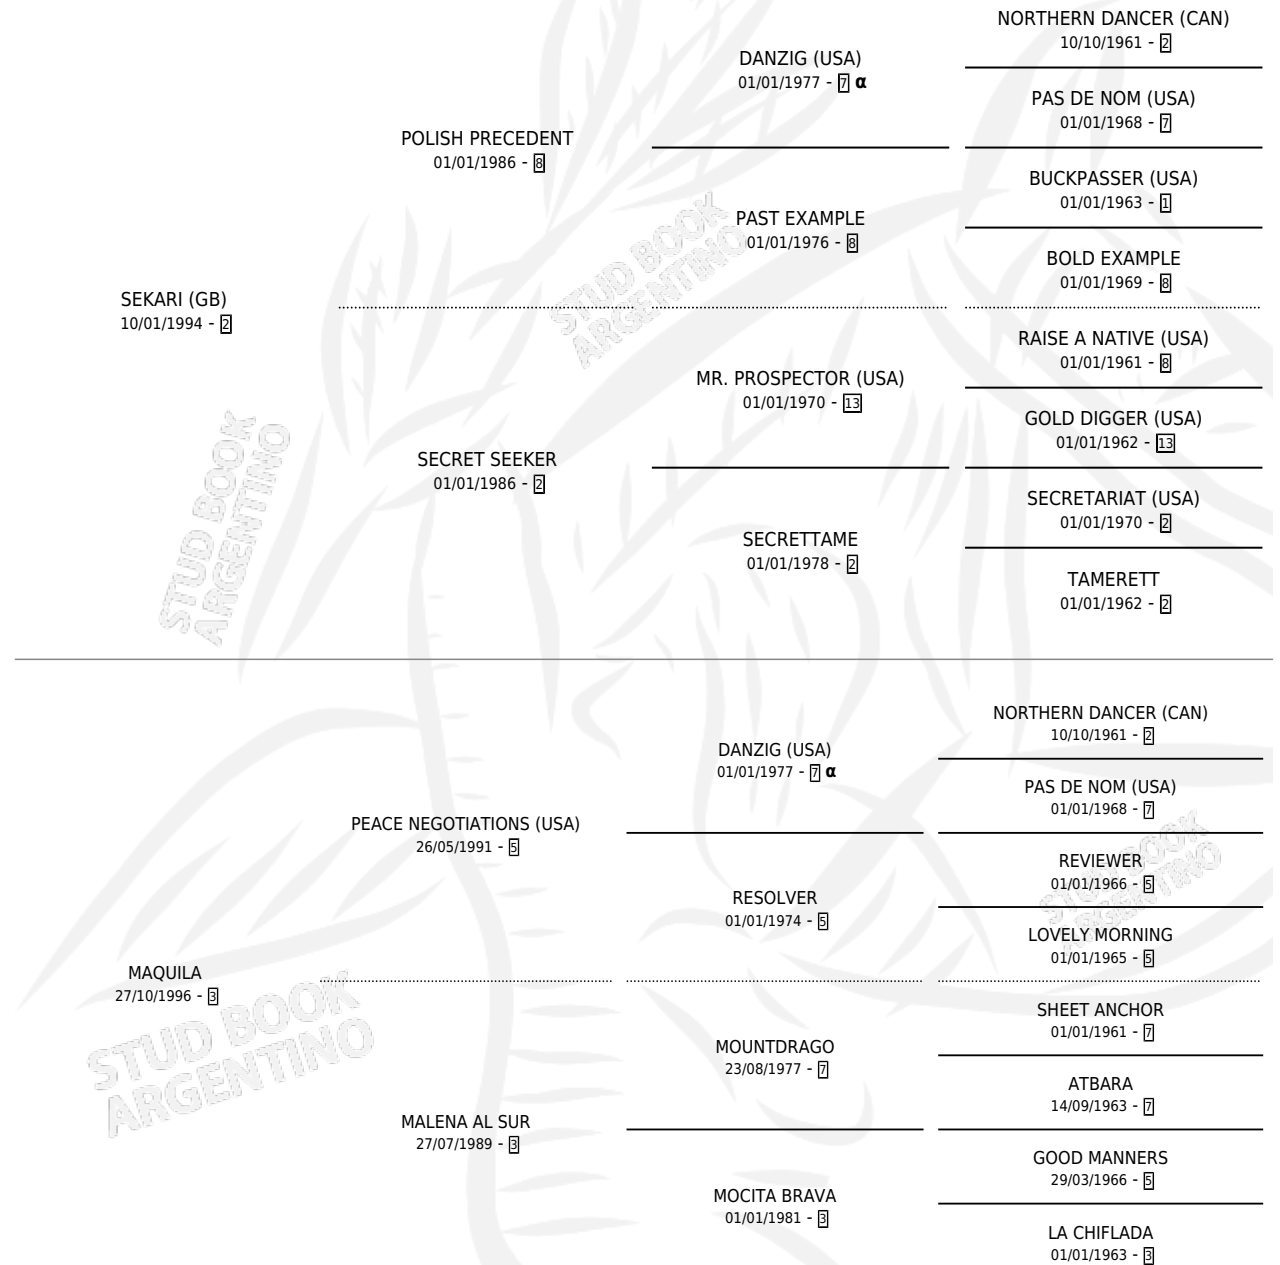 NORTHERN DANCER (CAN)
10/10/1961 - 2
DANZIG (USA)
01/01/1977 - 7 α
PAS DE NOM (USA)
01/01/1968 - 7
POLISH PRECEDENT
01/01/1986 - 8
BUCKPASSER (USA)
01/01/1963 - 1
PAST EXAMPLE
01/01/1976 - 8
BOLD EXAMPLE
01/01/1969 - 8
SEKARI (GB)
10/01/1994 - 2
RAISE A NATIVE (USA)
01/01/1961 - 8
MR. PROSPECTOR (USA)
01/01/1970 - 13
GOLD DIGGER (USA)
01/01/1962 - 13
SECRET SEEKER
01/01/1986 - 2
SECRETARIAT (USA)
01/01/1970 - 2
SECRETTAME
01/01/1978 - 2
TAMERETT
01/01/1962 - 2
NORTHERN DANCER (CAN)
10/10/1961 - 2
DANZIG (USA)
01/01/1977 - 7 α
PAS DE NOM (USA)
01/01/1968 - 7
PEACE NEGOTIATIONS (USA)
26/05/1991 - 5
REVIEWER
01/01/1966 - 5
RESOLVER
01/01/1974 - 5
LOVELY MORNING
01/01/1965 - 5
MAQUILA
27/10/1996 - 3
SHEET ANCHOR
01/01/1961 - 7
MOUNTDRAGO
23/08/1977 - 7
ATBARA
14/09/1963 - 7
MALENA AL SUR
27/07/1989 - 3
GOOD MANNERS
29/03/1966 - 5
MOCITA BRAVA
01/01/1981 - 3
LA CHIFLADA
01/01/1963 - 3
STUD BOOK
ARGENTINO
STUD BOOK
ARGENTINO
STUD BOOK
ARGENTINO
STUD BOOK
ARGENTINO